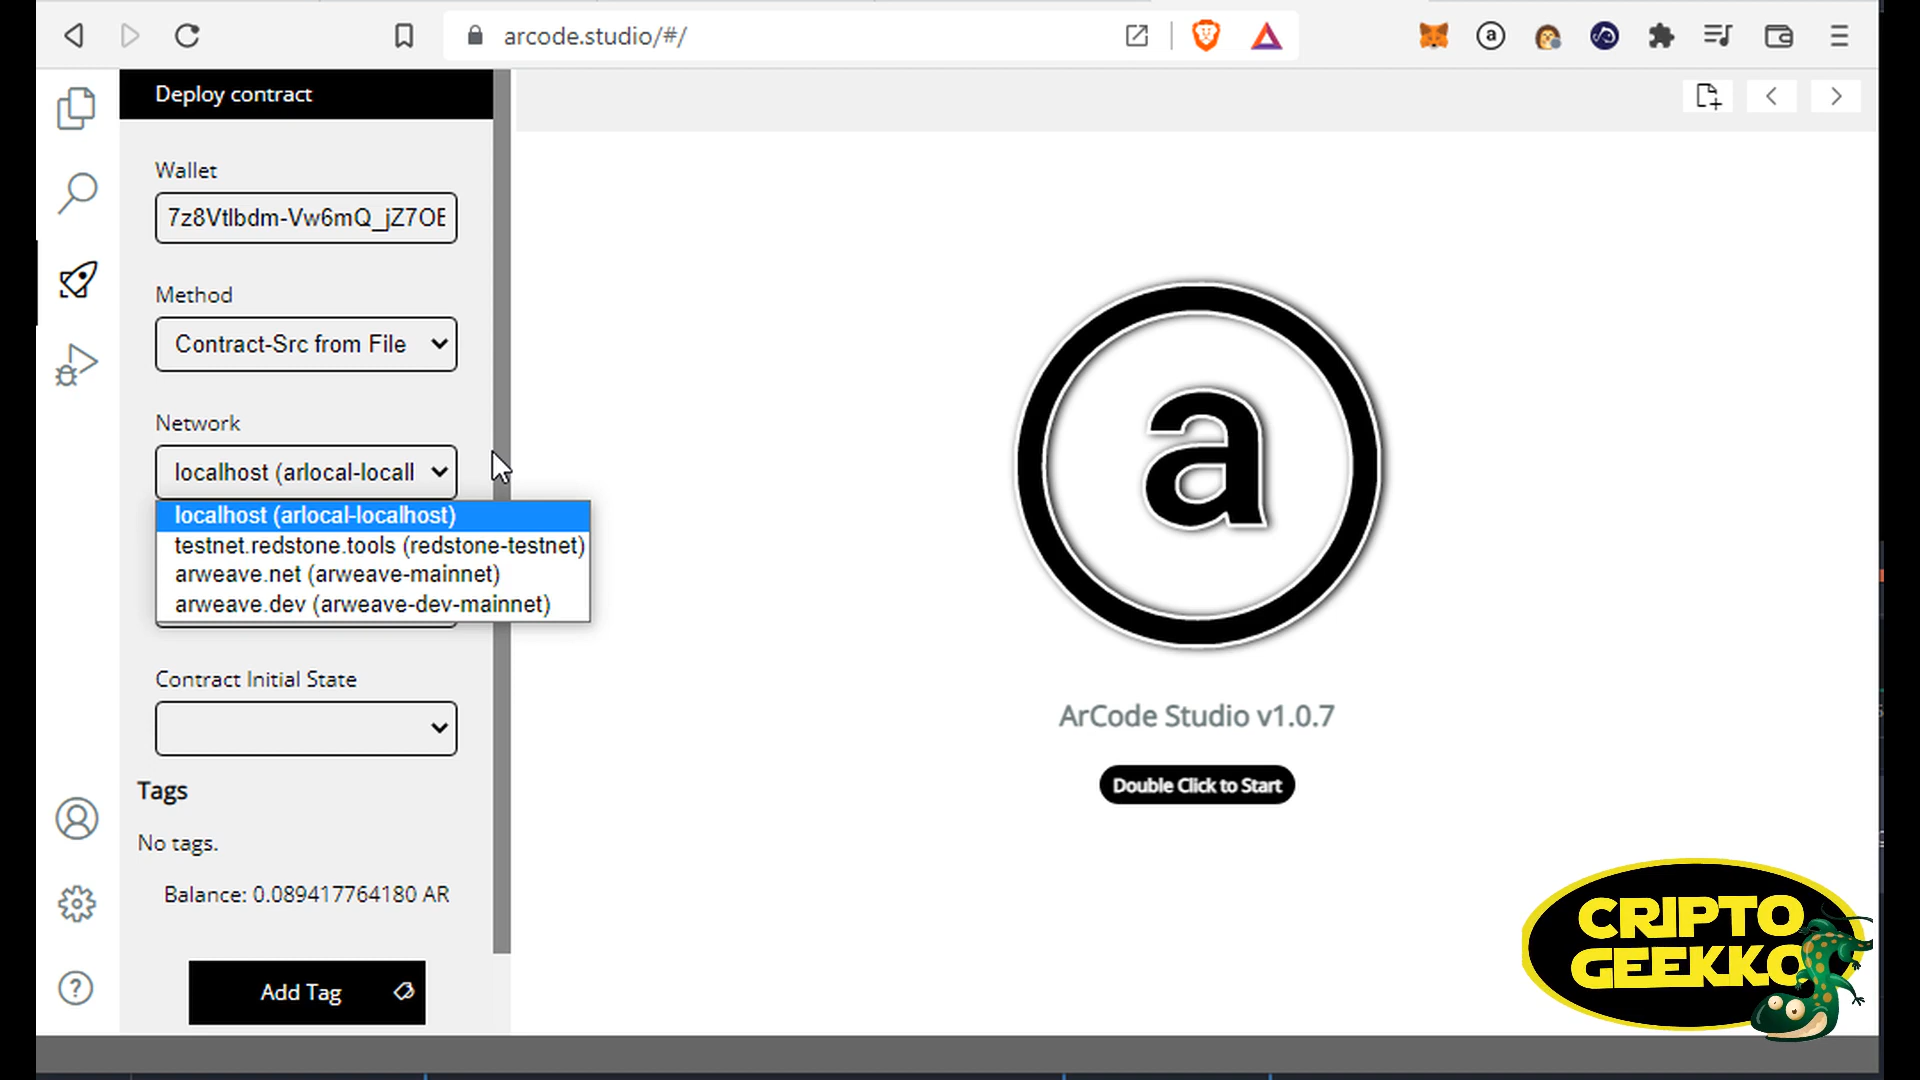 arcode.studio/#/
Deploy contract
Wallet
7z8Vtlbdm-Vw6mQ_jZ7OE
Method
Contract-Src from File
Network
localhost (arlocal-locall
localhost (arlocal-localhost)
testnet.redstone.tools (redstone-testnet)
arweave.net (arweave-mainnet)
arweave.dev (arweave-dev-mainnet)
Contract Initial State
Tags
No tags.
Balance: 0.089417764180 AR
Add Tag
a
ArCode Studio v1.0.7
Double Click to Start
CRIPTO
GEEKKO